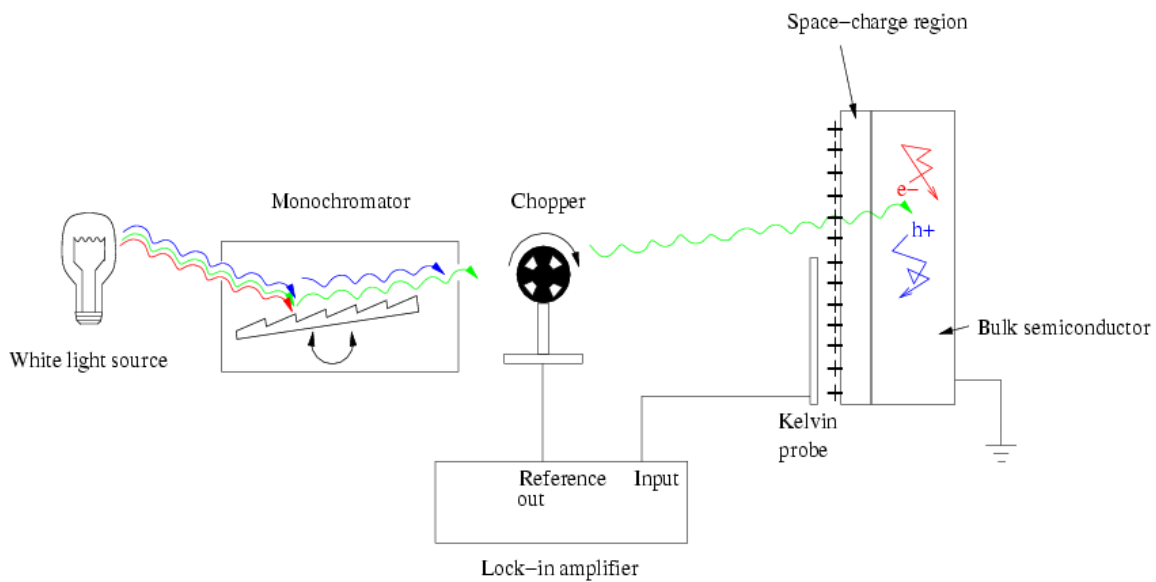 Space-charge region
Monochromator
Chopper
e-
h+
Bulk semiconductor
White light source
Kelvin
probe
Reference
out
Input
Lock-in amplifier